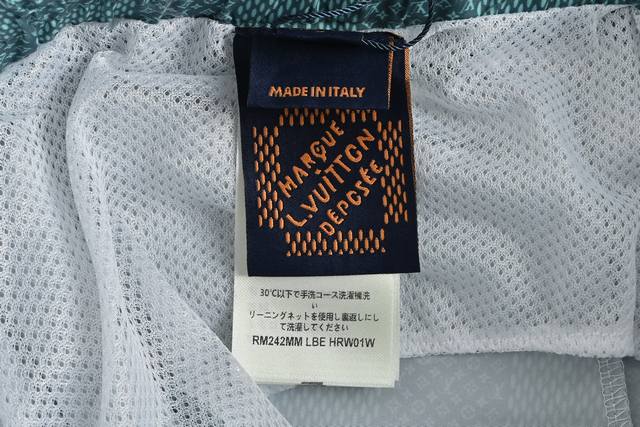 MADE IN ITALY
MARQUE
L.VUITTON
DÉPOSÉE
30℃以下で手洗コース洗濯機洗
い
リーニングネットを使用し裏返しにし
て洗濯してください
RM242MM LBE HRW01W